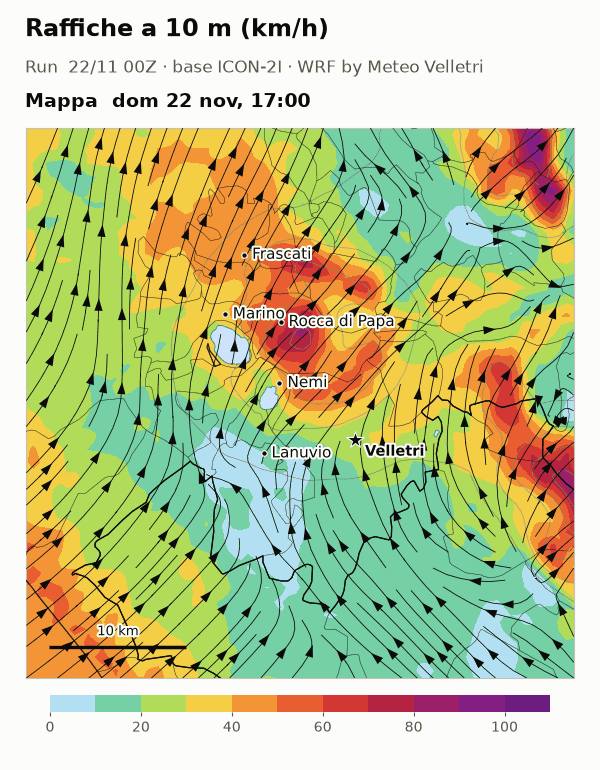 Raffiche a 10 m (km/h)
Run  22/11 00Z · base ICON-2I · WRF by Meteo Velletri
Mappa  dom 22 nov, 17:00
Frascati
Marino
Rocca di Papa
Nemi
Lanuvio
Velletri
10 km
0 20 40 60 80 100